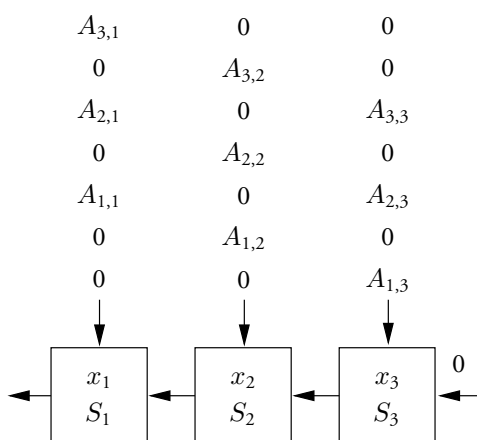 A3,1 0 0
0 A3,2 0
A2,1 0 A3,3
0 A2,2 0
A1,1 0 A2,3
0 A1,2 0
0 0 A1,3
0
x1 x2 x3
S1 S2 S3